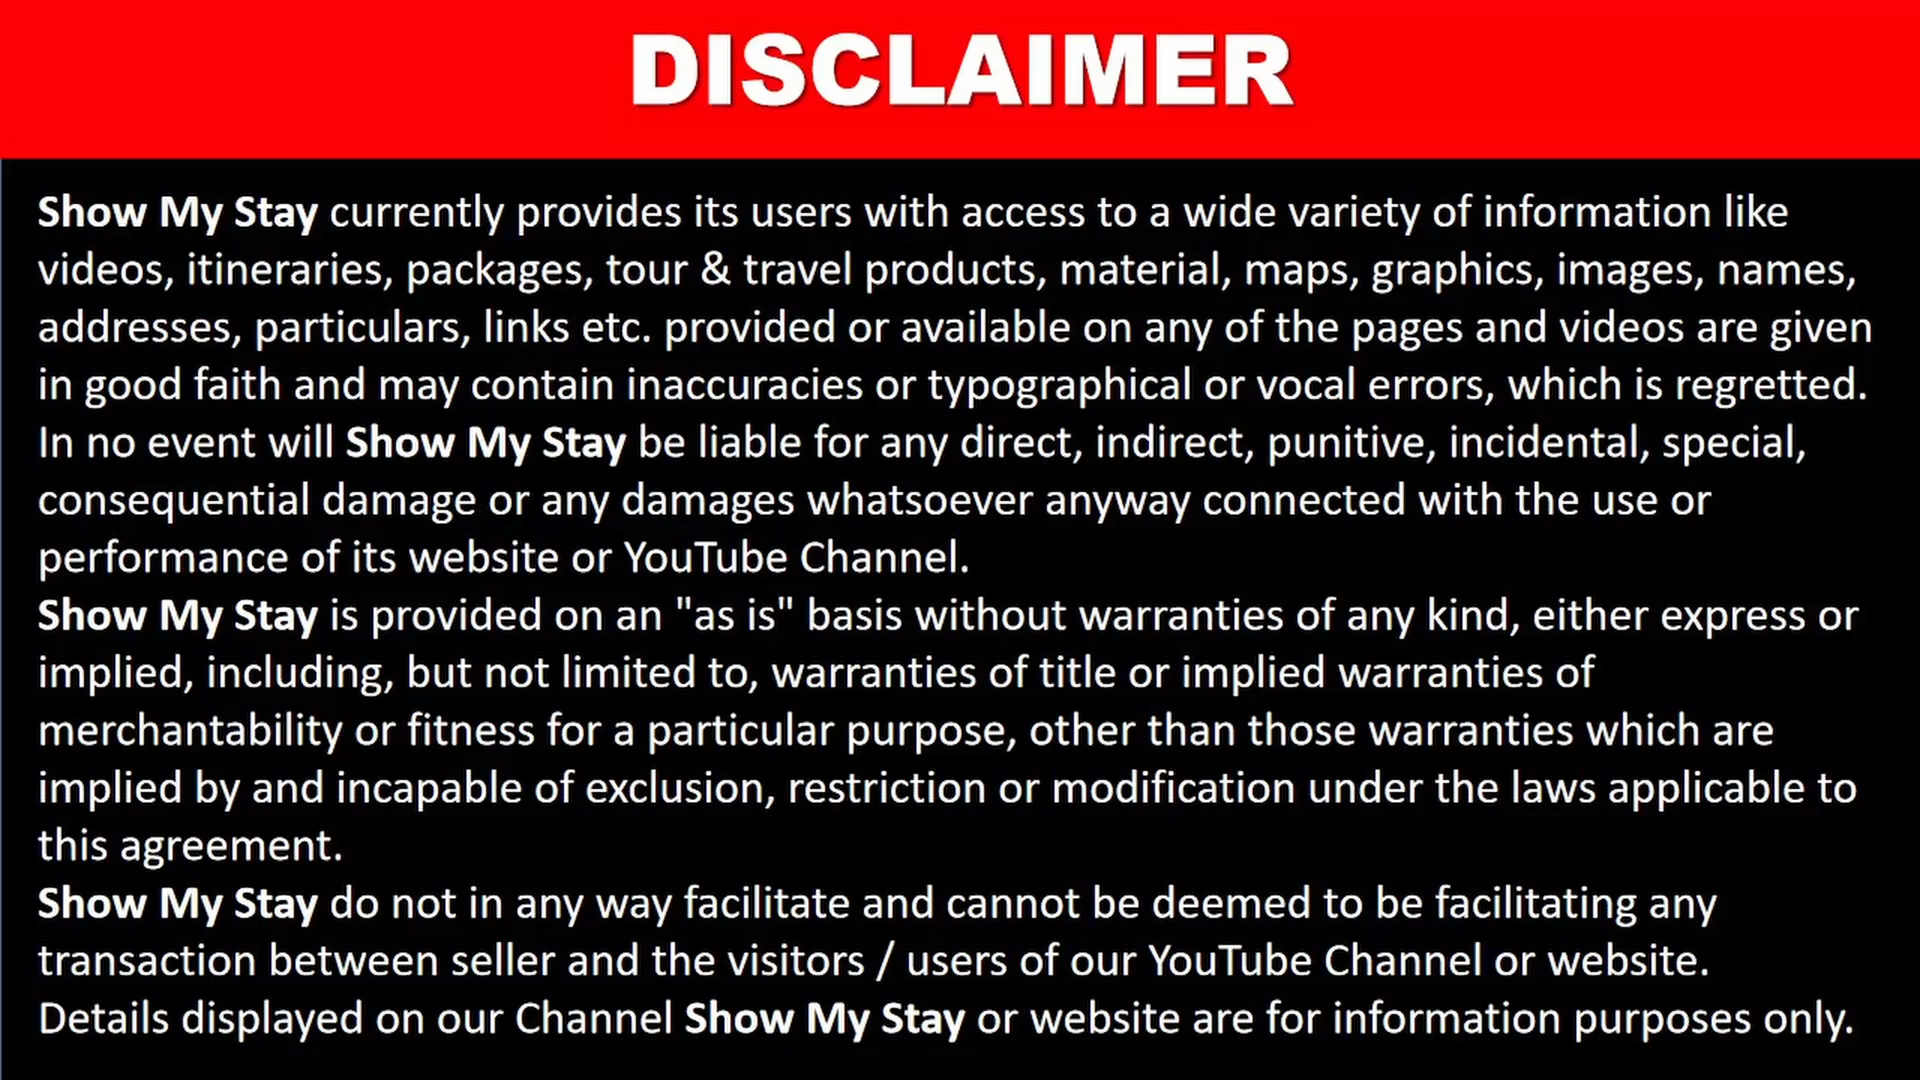 DISCLAIMER
Show My Stay currently provides its users with access to a wide variety of information like
videos, itineraries, packages, tour & travel products, material, maps, graphics, images, names,
addresses, particulars, links etc. provided or available on any of the pages and videos are given
in good faith and may contain inaccuracies or typographical or vocal errors, which is regretted.
In no event will Show My Stay be liable for any direct, indirect, punitive, incidental, special,
consequential damage or any damages whatsoever anyway connected with the use or
performance of its website or YouTube Channel.
Show My Stay is provided on an "as is" basis without warranties of any kind, either express or
implied, including, but not limited to, warranties of title or implied warranties of
merchantability or fitness for a particular purpose, other than those warranties which are
implied by and incapable of exclusion, restriction or modification under the laws applicable to
this agreement.
Show My Stay do not in any way facilitate and cannot be deemed to be facilitating any
transaction between seller and the visitors / users of our YouTube Channel or website.
Details displayed on our Channel Show My Stay or website are for information purposes only.